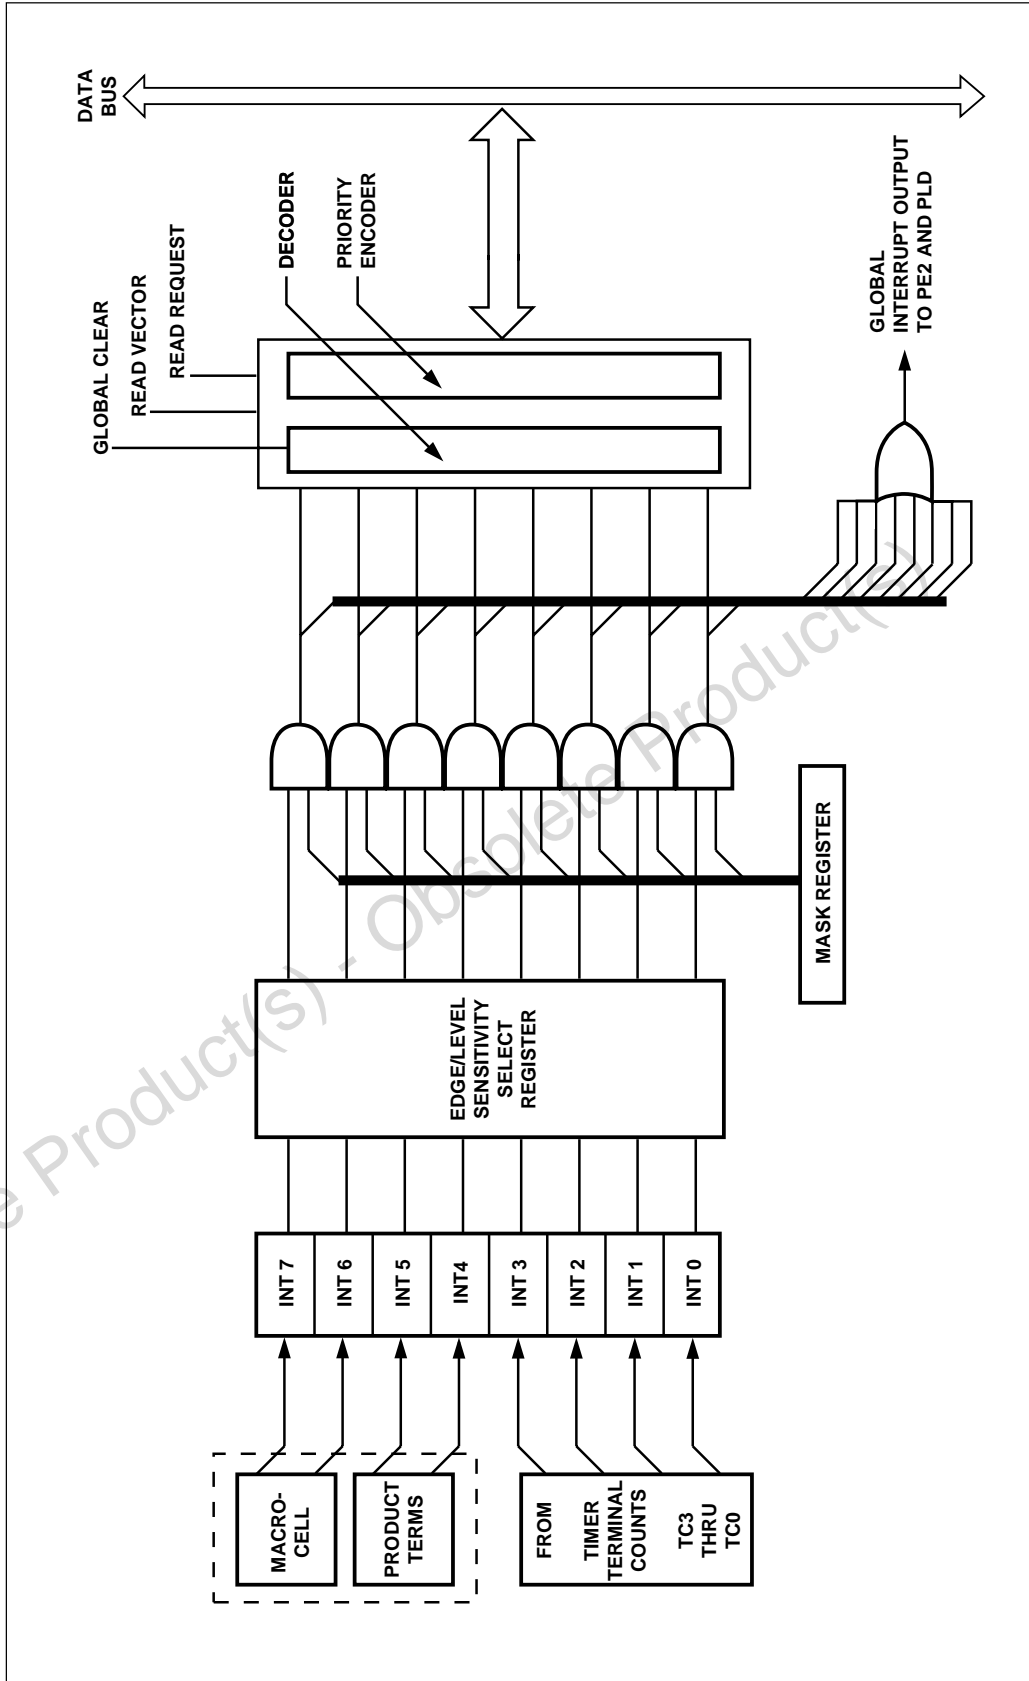 DATA
BUS
GLOBAL CLEAR
READ VECTOR
READ REQUEST
DECODER
PRIORITY
ENCODER
GLOBAL
INTERRUPT OUTPUT
TO PE2 AND PLD
MASK REGISTER
EDGE/LEVEL
SENSITIVITY
SELECT
REGISTER
INT 7
INT 6
INT 5
INT4
INT 3
INT 2
INT 1
INT 0
MACRO-
CELL
PRODUCT
TERMS
FROM
TIMER
TERMINAL
COUNTS
TC3
THRU
TC0
e Product(s) - Obsolete Product(s)